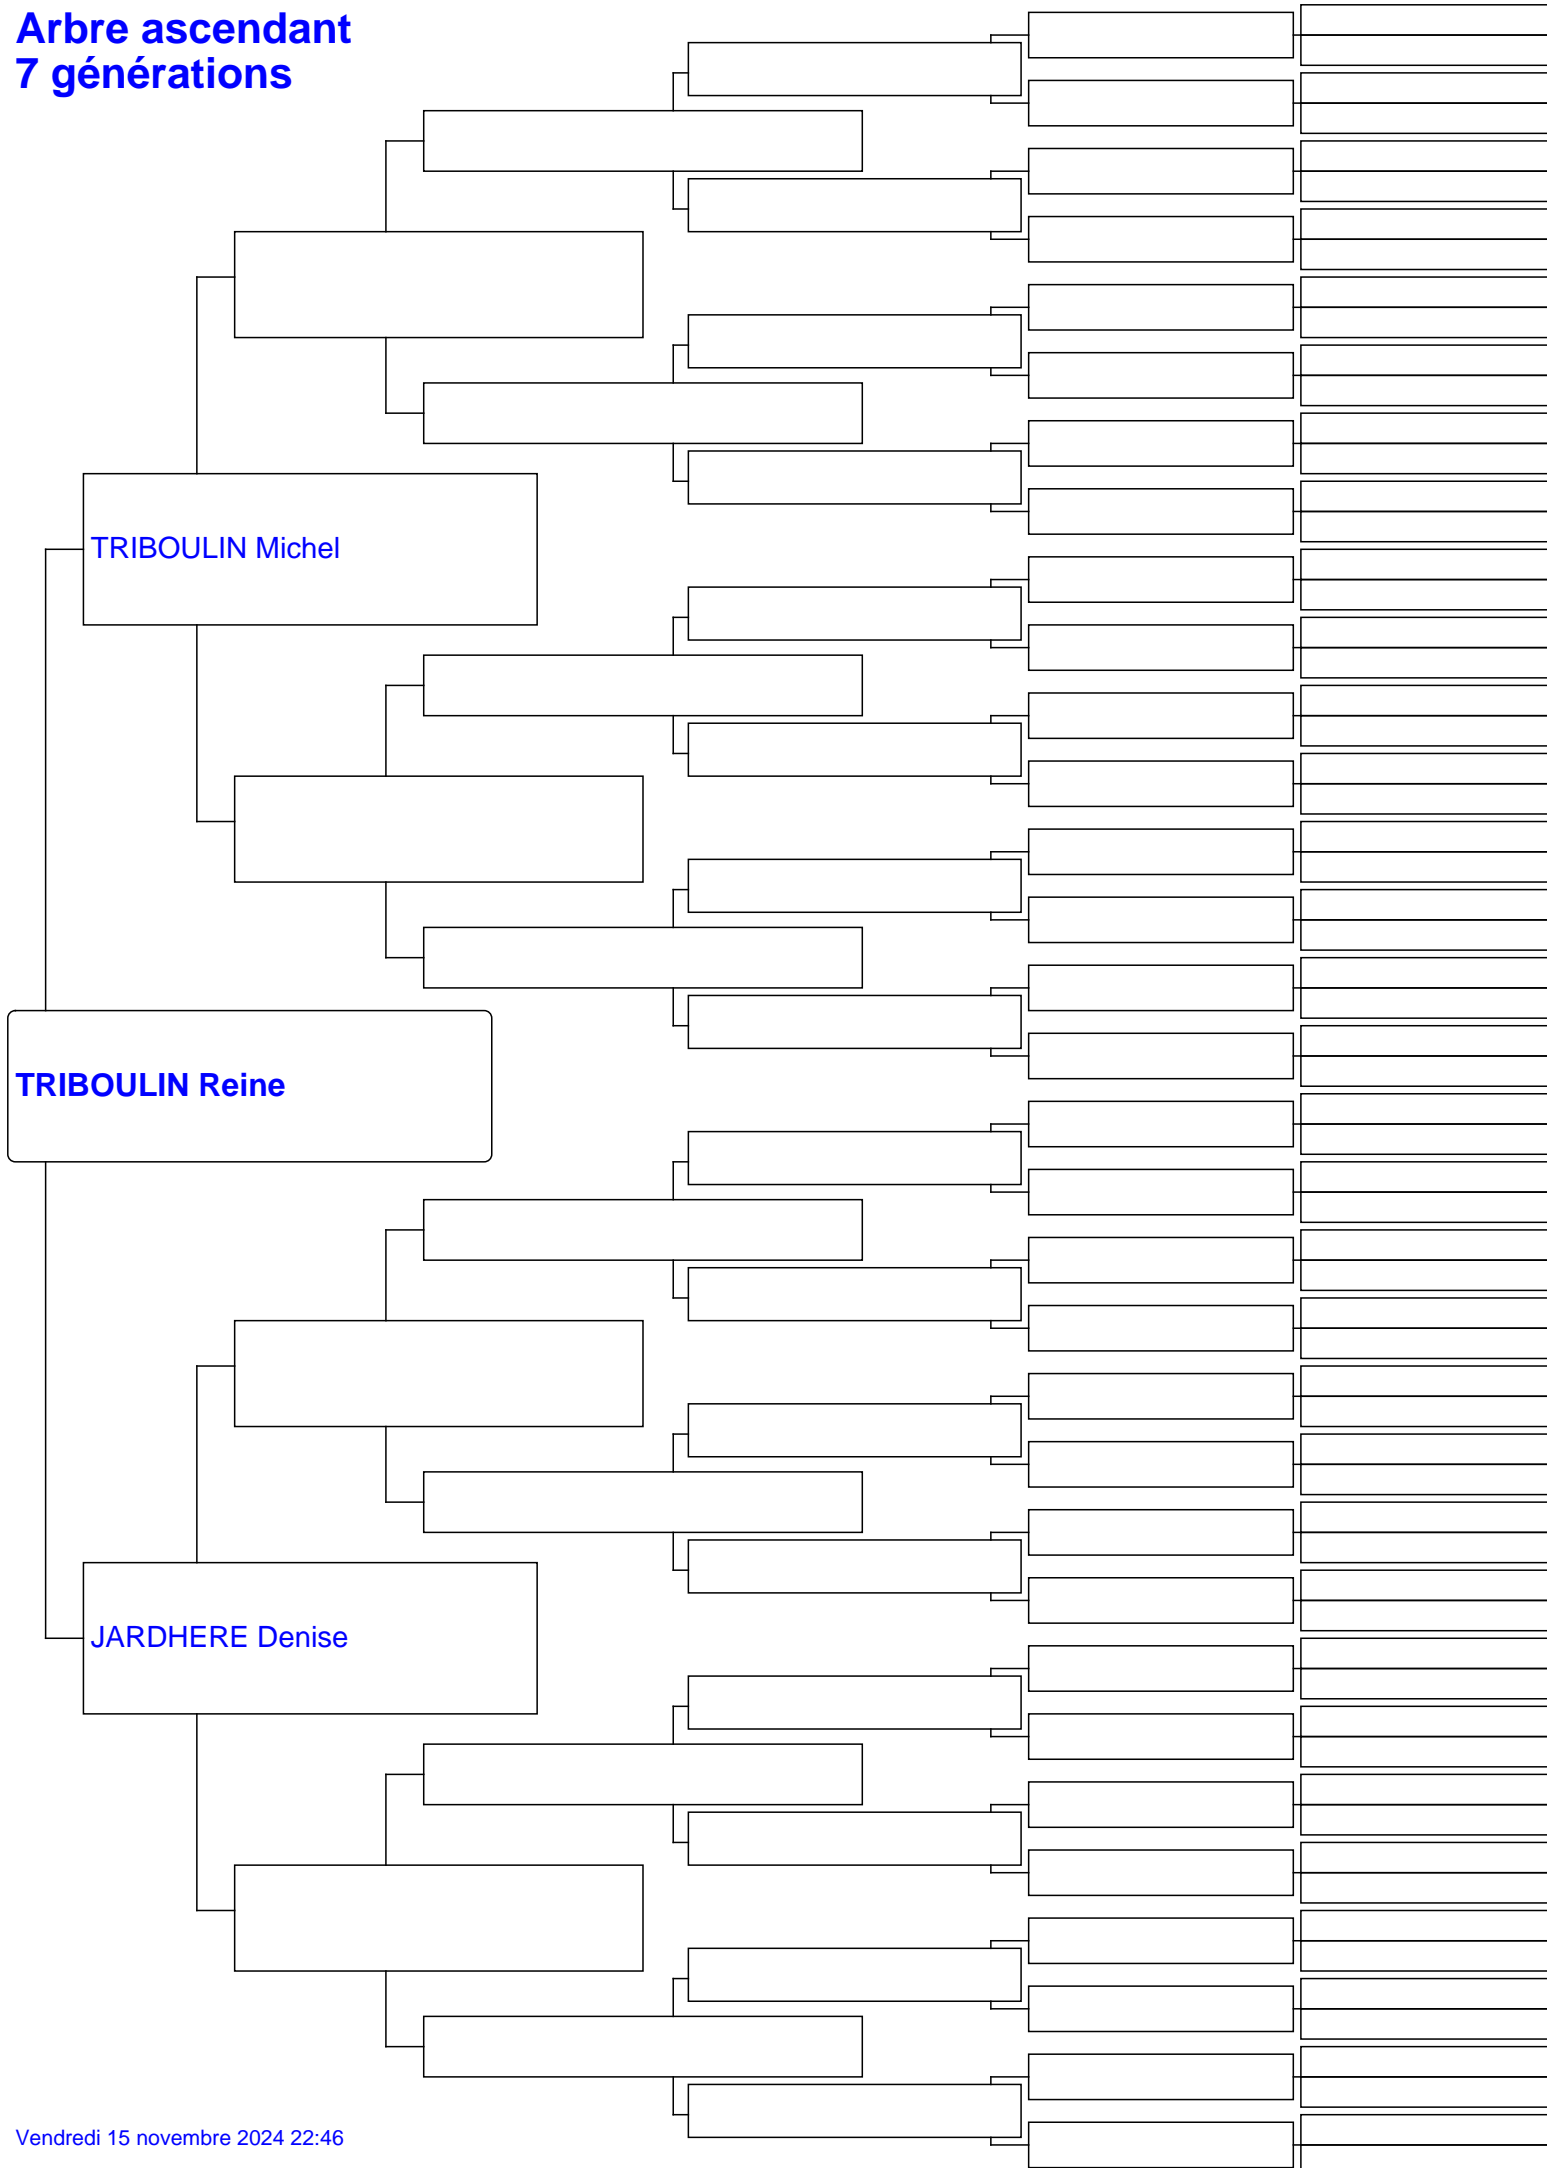 Arbre ascendant
7 générations
TRIBOULIN Michel
TRIBOULIN Reine
JARDHERE Denise
Vendredi 15 novembre 2024 22:46